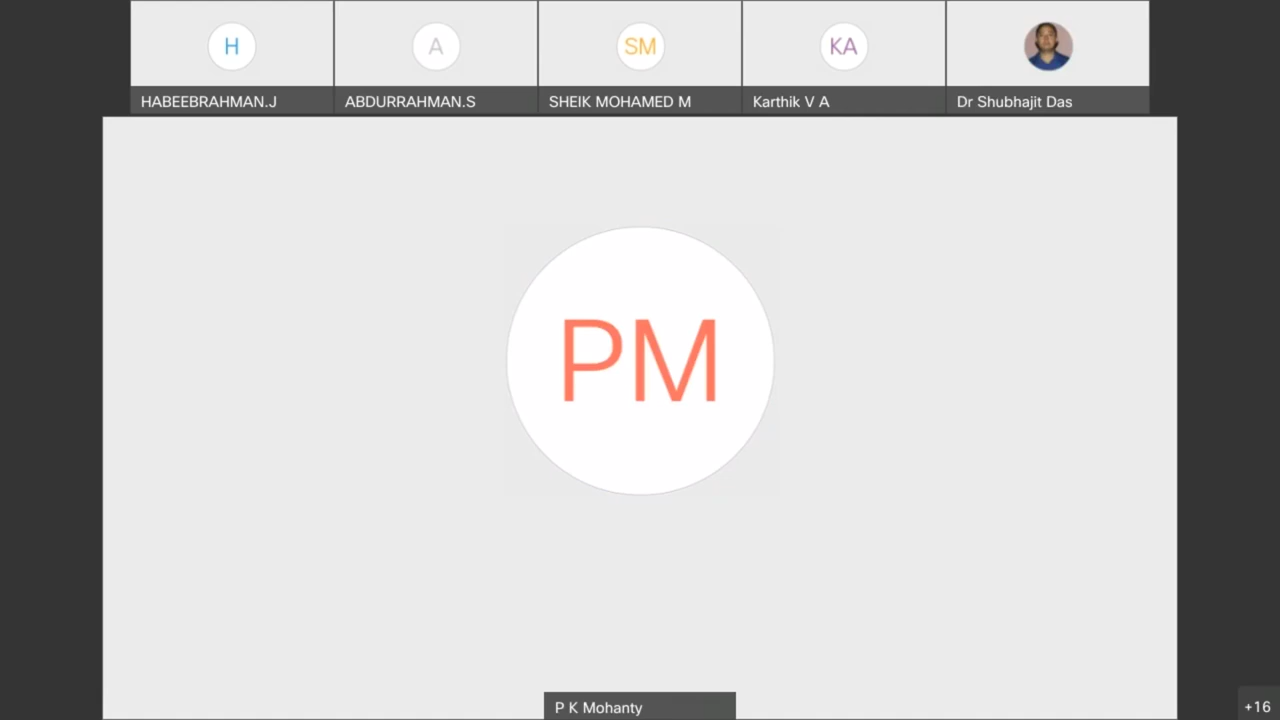 H
A
SM
KA
HABEEBRAHMAN.J
ABDURRAHMAN.S
SHEIK MOHAMED M
Karthik V A
Dr Shubhajit Das
PM
P K Mohanty
+16